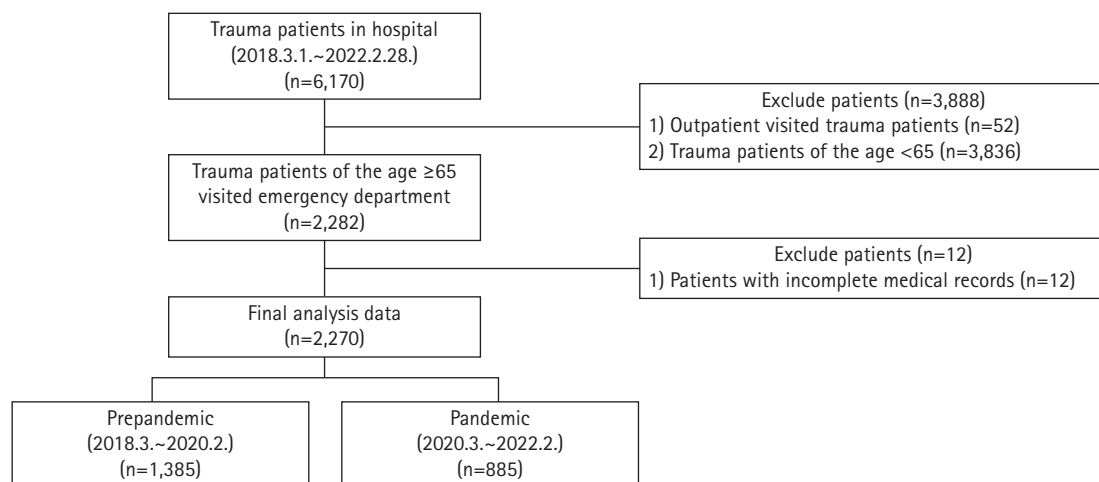 Trauma patients in hospital
(2018.3.1.~2022.2.28.)
(n=6,170)
Exclude patients (n=3,888)
1) Outpatient visited trauma patients (n=52)
2) Trauma patients of the age <65 (n=3,836)
Trauma patients of the age ≥65
visited emergency department
(n=2,282)
Exclude patients (n=12)
1) Patients with incomplete medical records (n=12)
Final analysis data
(n=2,270)
Prepandemic
(2018.3.~2020.2.)
(n=1,385)
Pandemic
(2020.3.~2022.2.)
(n=885)